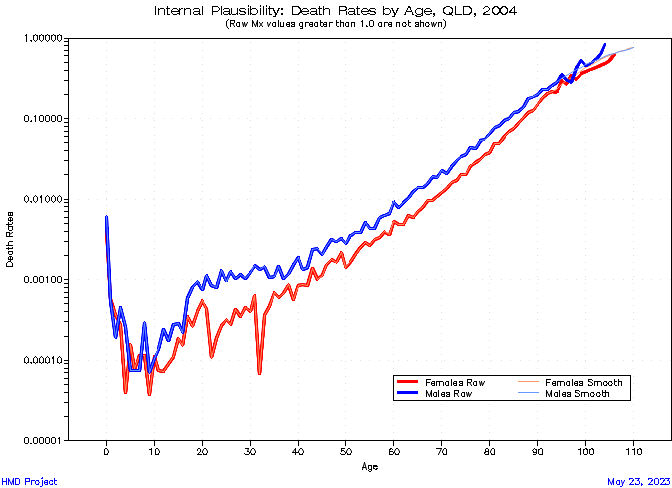 Internal Plausibility: Death Rates by Age, QLD, 2004
(Raw Mx values greater than 1.0 are not shown)
1.00000
0.10000
0.01000
0.00100
0.00010
0.00001
Death Rates
0 10 20 30 40 50 60 70 80 90 100 110
Age
Females Raw Females Smooth
Males Raw Males Smooth
HMD Project May 23, 2023